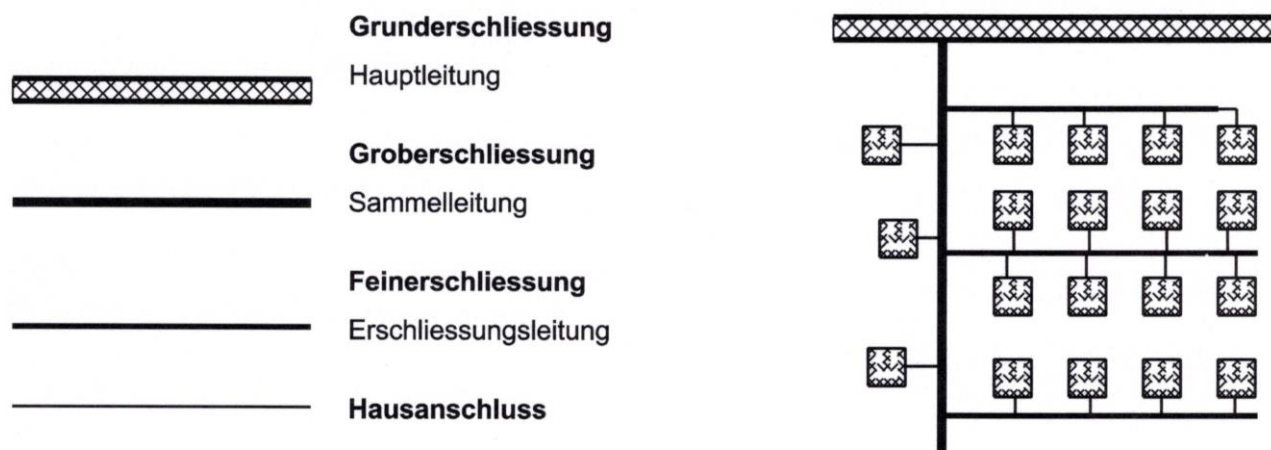 Grunderschliessung
Hauptleitung
Groberschliessung
Sammelleitung
Feinerschliessung
Erschliessungsleitung
Hausanschluss